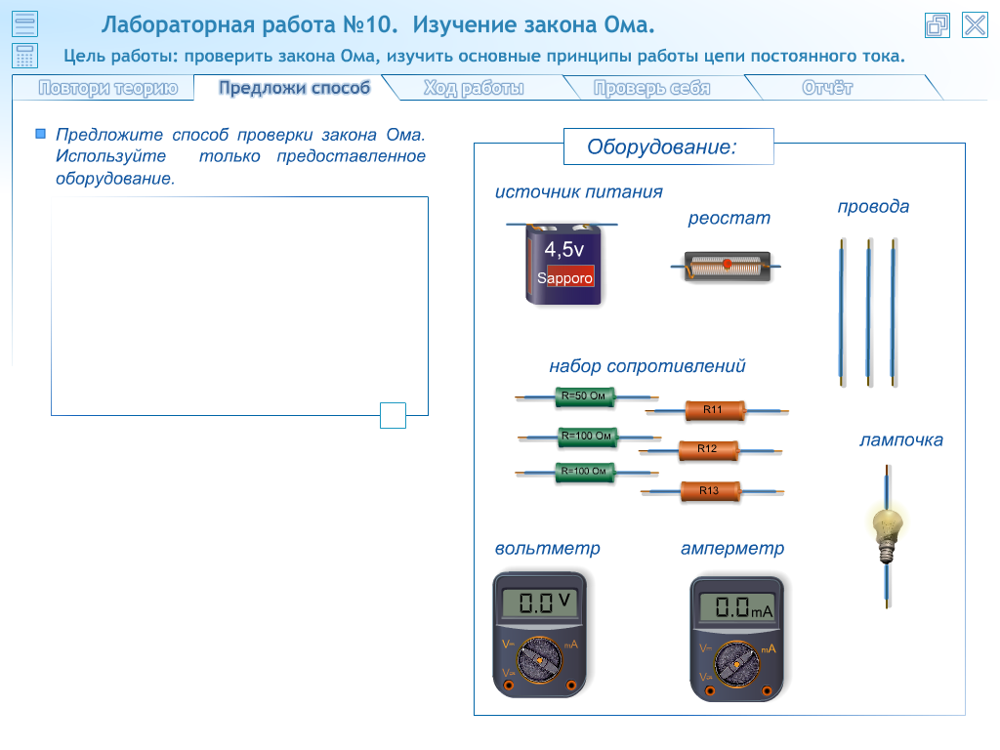 Лабораторная работа №10. Изучение закона Ома.
Цель работы: проверить закона Ома, изучить основные принципы работы цепи постоянного тока.
Повтори теорию
Предложи способ
Ход работы
Проверь себя
Отчёт
Предложите способ проверки закона Ома.
Используйте только предоставленное
оборудование.
Оборудование:
источник питания
реостат
провода
4,5v
Sapporo
набор сопротивлений
R=50 Ом
R11
R=100 Ом
R12
R=100 Ом
R13
лампочка
вольтметр
амперметр
0.0 V
0.0 mA
V~
mA
V=
V~
mA
V=